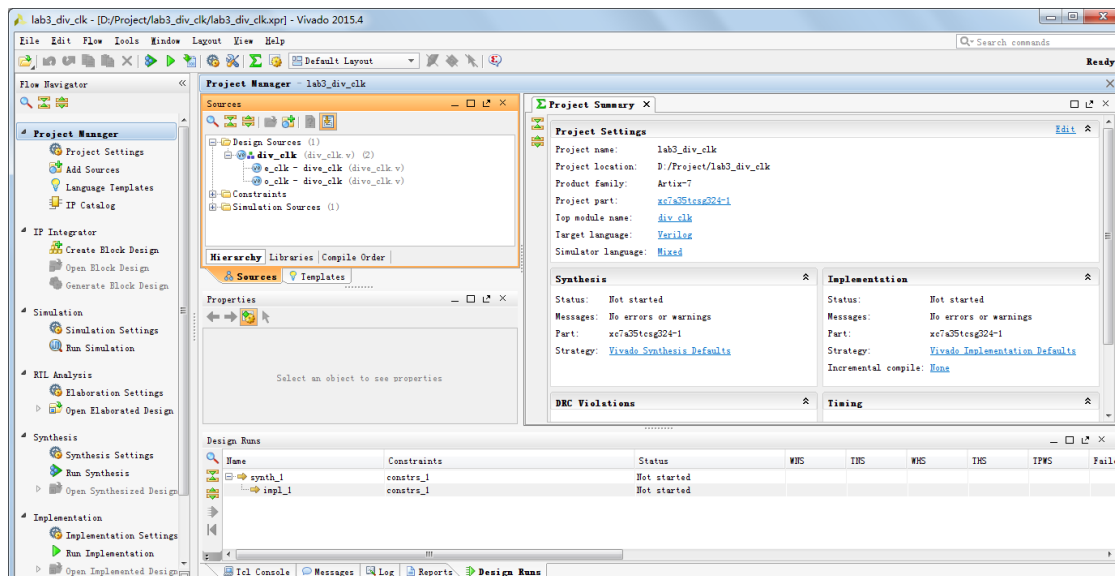 lab3_div_clk - [D:/Project/lab3_div_clk/lab3_div_clk.xpr] - Vivado 2015.4
File Edit Flow Tools Window Layout View Help
Search commands
Default Layout
Ready
Flow Navigator
Project Manager
Project Settings
Add Sources
Language Templates
IP Catalog
IP Integrator
Create Block Design
Open Block Design
Generate Block Design
Simulation
Simulation Settings
Run Simulation
RTL Analysis
Elaboration Settings
Open Elaborated Design
Synthesis
Synthesis Settings
Run Synthesis
Open Synthesized Design
Implementation
Implementation Settings
Run Implementation
Open Implemented Design
Project Manager - lab3_div_clk
Sources
Design Sources (1)
div_clk (div_clk.v) (2)
e_clk - dive_clk (dive_clk.v)
o_clk - divo_clk (divo_clk.v)
Constraints
Simulation Sources (1)
Hierarchy Libraries Compile Order
Sources Templates
Properties
Select an object to see properties
Project Summary
Project Settings Edit
Project name: lab3_div_clk
Project location: D:/Project/lab3_div_clk
Product family: Artix-7
Project part: xc7a35tcsg324-1
Top module name: div_clk
Target language: Verilog
Simulator language: Mixed
Synthesis
Status: Not started
Messages: No errors or warnings
Part: xc7a35tcsg324-1
Strategy: Vivado Synthesis Defaults
Implementation
Status: Not started
Messages: No errors or warnings
Part: xc7a35tcsg324-1
Strategy: Vivado Implementation Defaults
Incremental compile: None
DRC Violations
Timing
Design Runs
Name Constraints Status WNS TNS WHS THS TPWS Faile
synth_1 constrs_1 Not started
impl_1 constrs_1 Not started
Tcl Console Messages Log Reports Design Runs